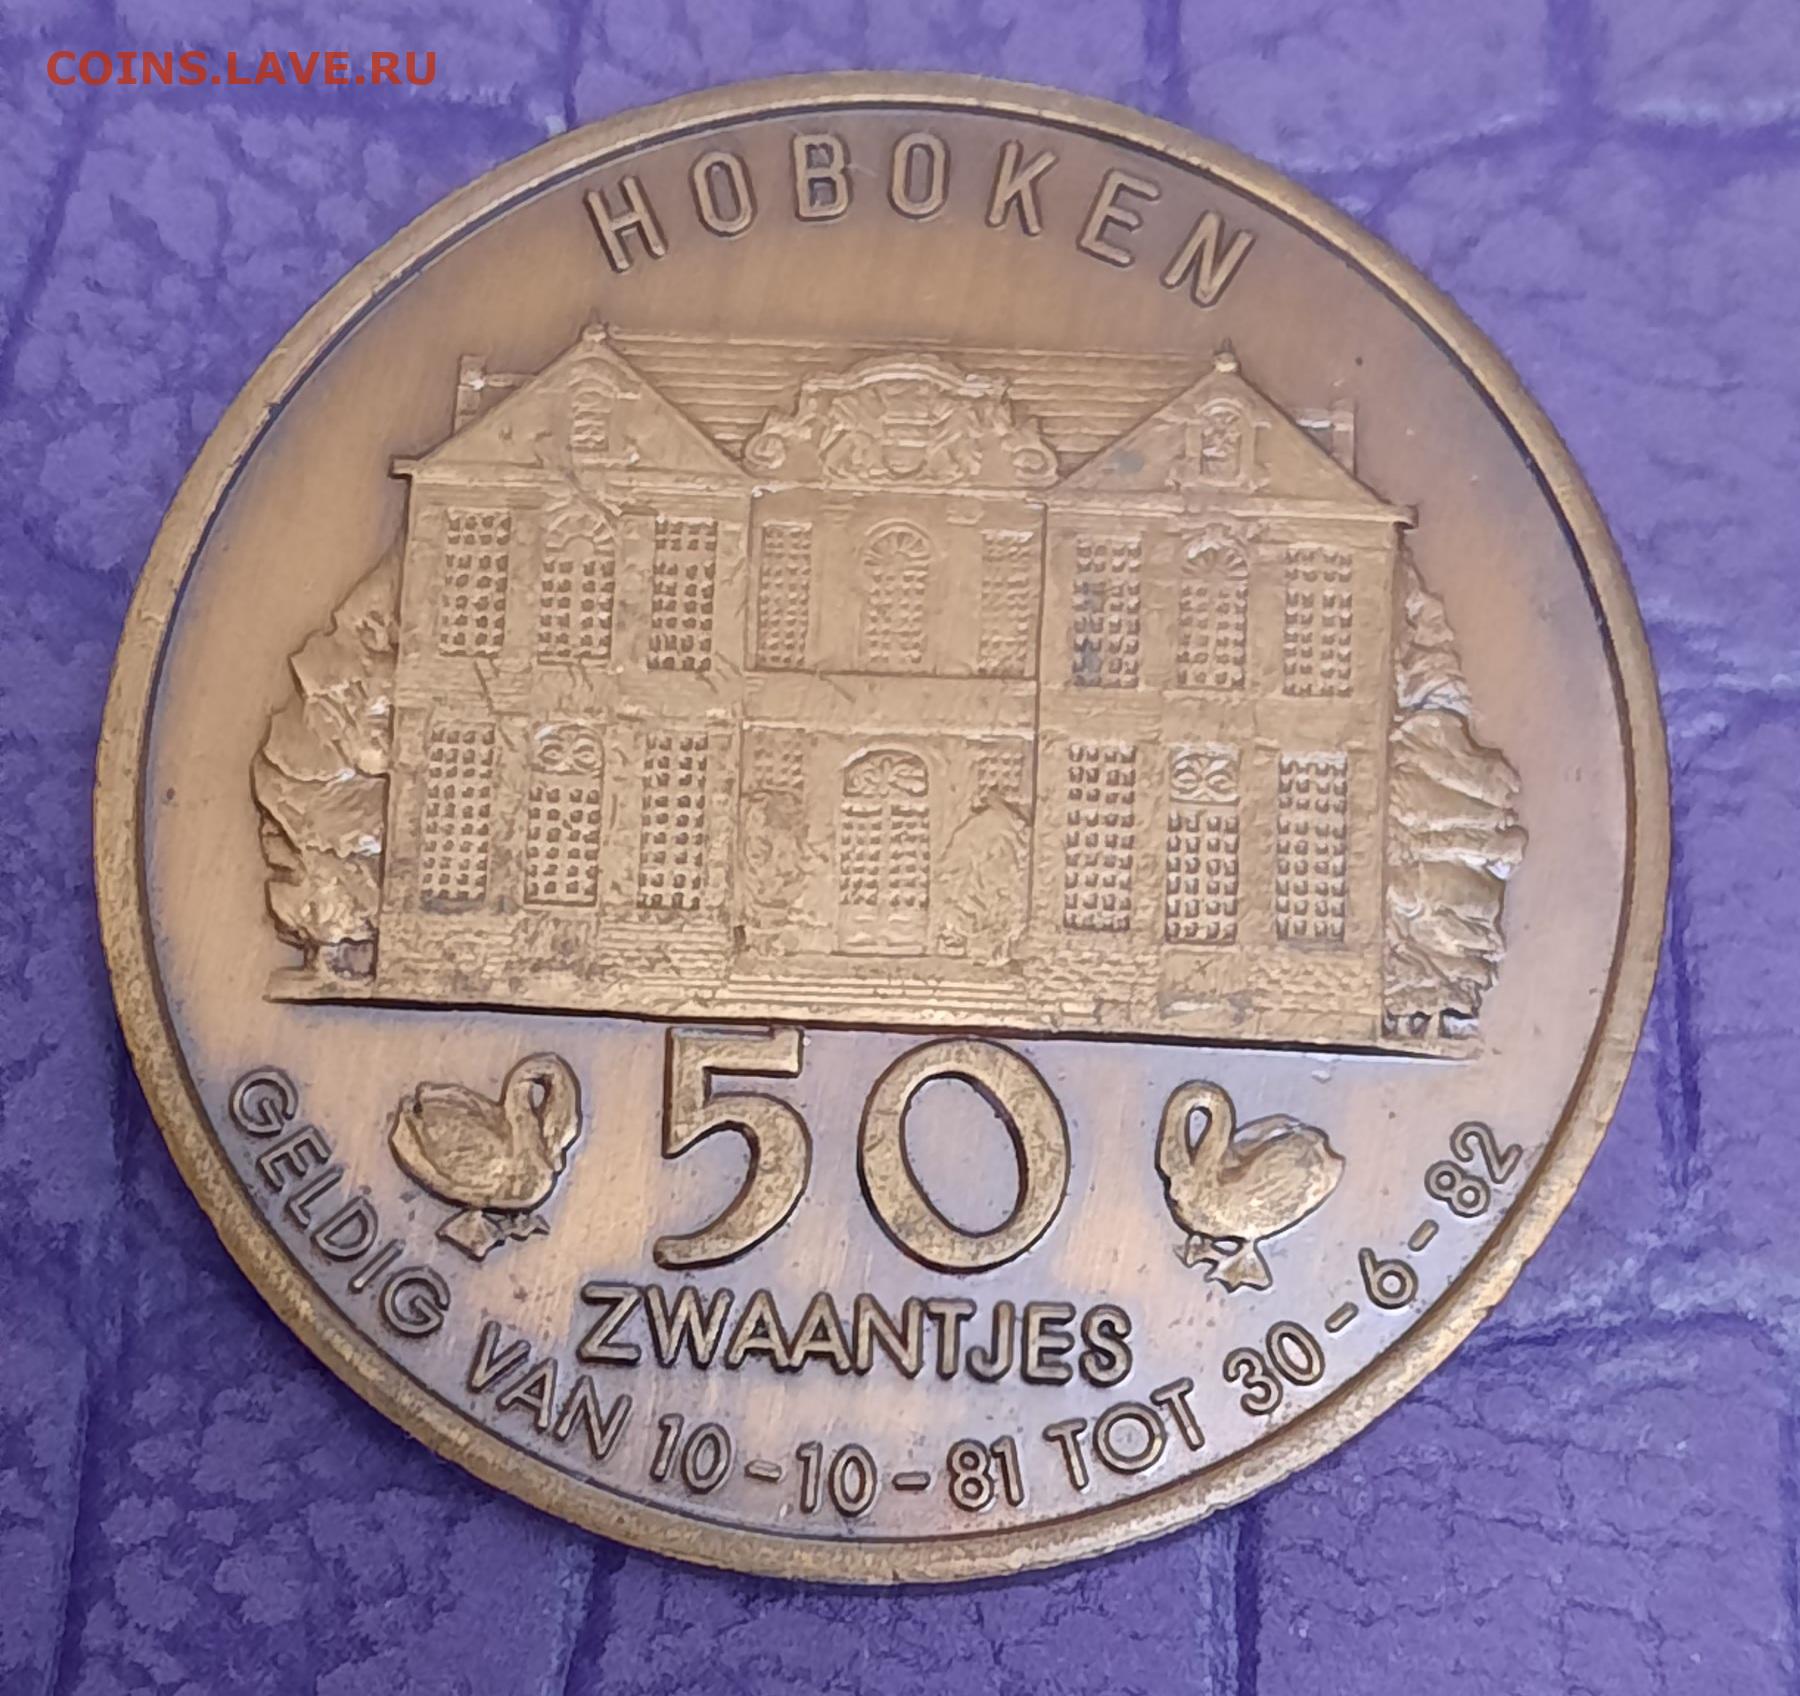 COINS.LAVE.RU
HOBOKEN
50
ZWAANTJES
GELDIG VAN 10-10-81 TOT 30-6-82